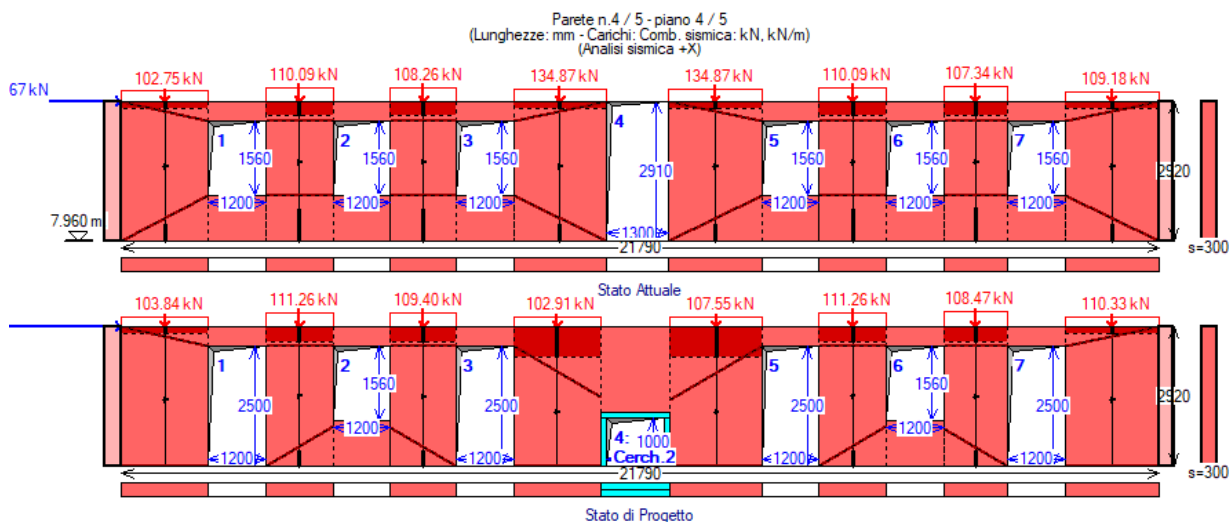 Parete n.4 / 5 - piano 4 / 5
(Lunghezze: mm - Carichi: Comb. sismica: kN, kN/m)
(Analisi sismica +X)
102.75 kN 110.09 kN 108.26 kN 134.87 kN 134.87 kN 110.09 kN 107.34 kN 109.18 kN
67 kN
1 2 3 4 5 6 7
1560 1560 1560 2910 1560 1560 1560 2920
1200 1200 1200 1300 1200 1200 1200
7.960 m
21790 s=300
Stato Attuale
103.84 kN 111.26 kN 109.40 kN 102.91 kN 107.55 kN 111.26 kN 108.47 kN 110.33 kN
1 2 3 5 6 7
2500 1560 2500 2500 1560 2500 2920
1200 1200
4: 1000
Cerch.2
1200 1200 1200 1200
21790 s=300
Stato di Progetto